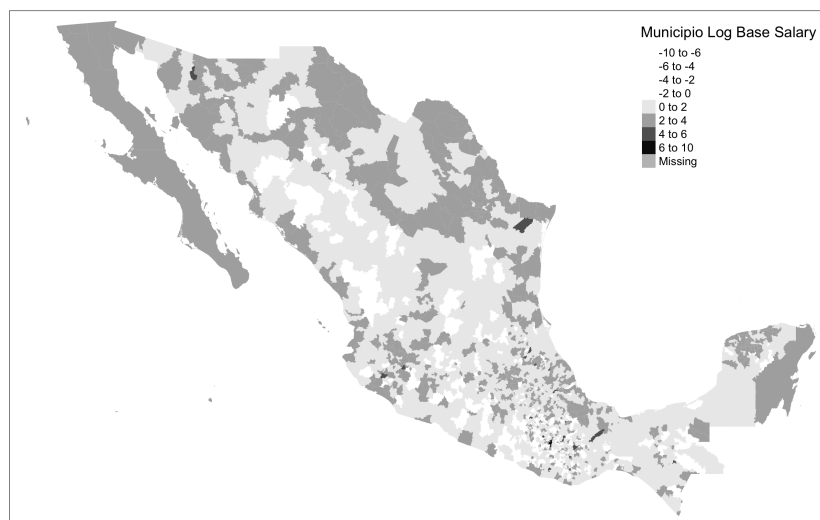 Municipio Log Base Salary
-10 to -6
-6 to -4
-4 to -2
-2 to 0
0 to 2
2 to 4
4 to 6
6 to 10
Missing